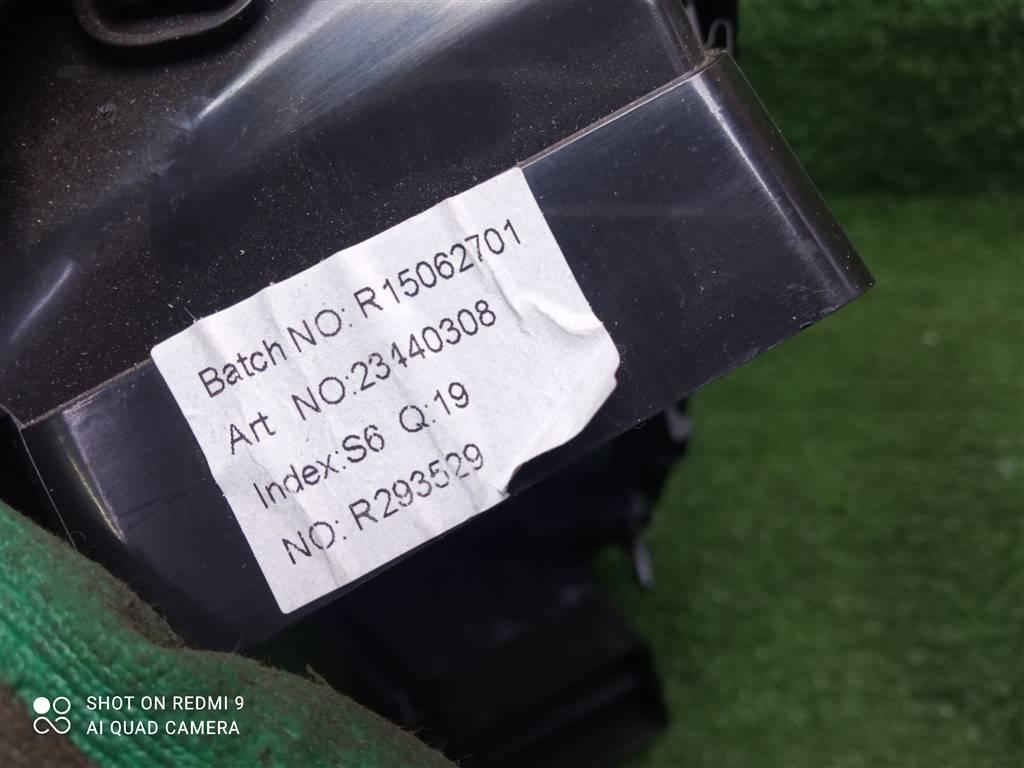 Batch NO: R15062701
Art NO:23440308
Index:S6 Q:19
NO: R293529
SHOT ON REDMI 9
AI QUAD CAMERA